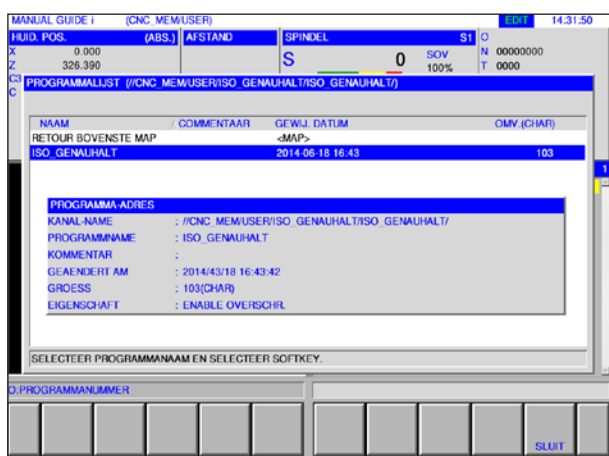 MANUAL GUIDE i (CNC_MEM/USER) EDIT 14:31:50
HUID. POS. (ABS.) AFSTAND SPINDEL S1 O
X 0.000 S 0 SOV N 00000000
Z 326.390 100% T 0000
C3
C
PROGRAMMALIJST (//CNC_MEM/USER/ISO_GENAUHALT/ISO_GENAUHALT/)
NAAM / COMMENTAAR GEWIJ. DATUM OMV.(CHAR)
RETOUR BOVENSTE MAP <MAP>
ISO_GENAUHALT 2014-06-18 16:43 103
1
PROGRAMMA-ADRES
KANAL-NAME : //CNC_MEM/USER/ISO_GENAUHALT/ISO_GENAUHALT/
PROGRAMMNAME : ISO_GENAUHALT
KOMMENTAR :
GEAENDERT AM : 2014/43/18 16:43:42
GROESS : 103(CHAR)
EIGENSCHAFT : ENABLE OVERSCHR.
SELECTEER PROGRAMMANAAM EN SELECTEER SOFTKEY.
O.PROGRAMMANUMMER
SLUIT